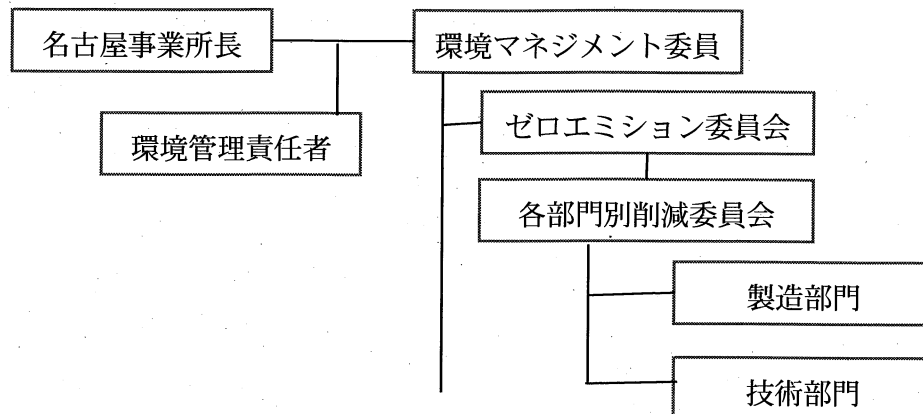 名古屋事業所長
環境マネジメント委員
環境管理責任者
ゼロエミション委員会
各部門別削減委員会
製造部門
技術部門